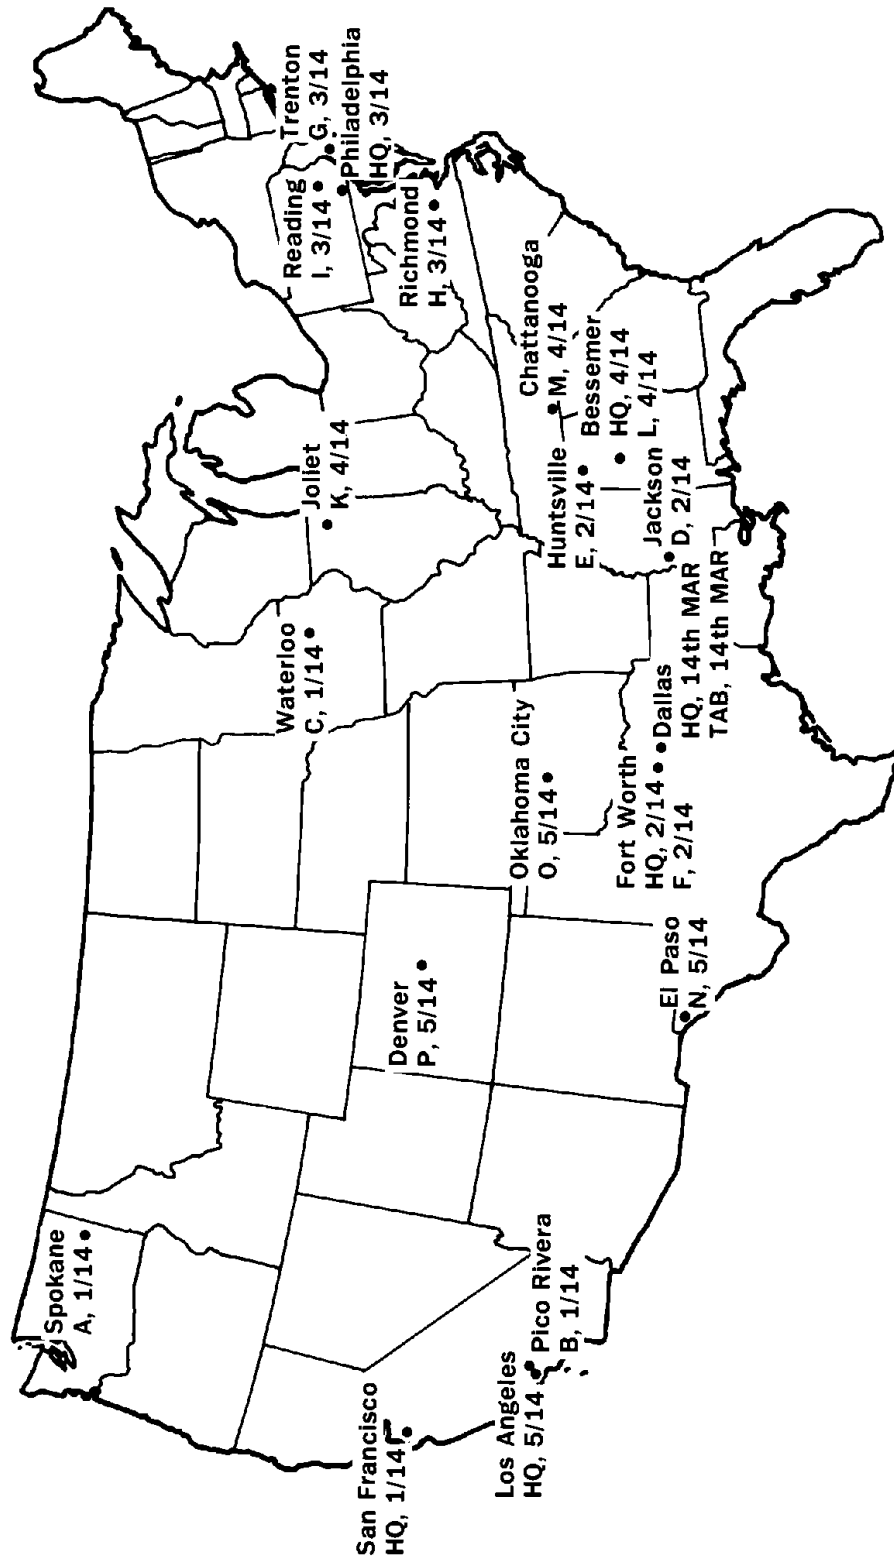 Spokane
A, 1/14
San Francisco
HQ, 1/14
Los Angeles
HQ, 5/14
Pico Rivera
B, 1/14
Denver
P, 5/14
El Paso
N, 5/14
Oklahoma City
O, 5/14
Fort Worth
HQ, 2/14
F, 2/14
Dallas
HQ, 14th MAR
TAB, 14th MAR
Waterloo
C, 1/14
Joliet
K, 4/14
Huntsville
E, 2/14
Jackson
D, 2/14
Chattanooga
M, 4/14
Bessemer
HQ, 4/14
L, 4/14
Reading
I, 3/14
Richmond
H, 3/14
Trenton
G, 3/14
Philadelphia
HQ, 3/14